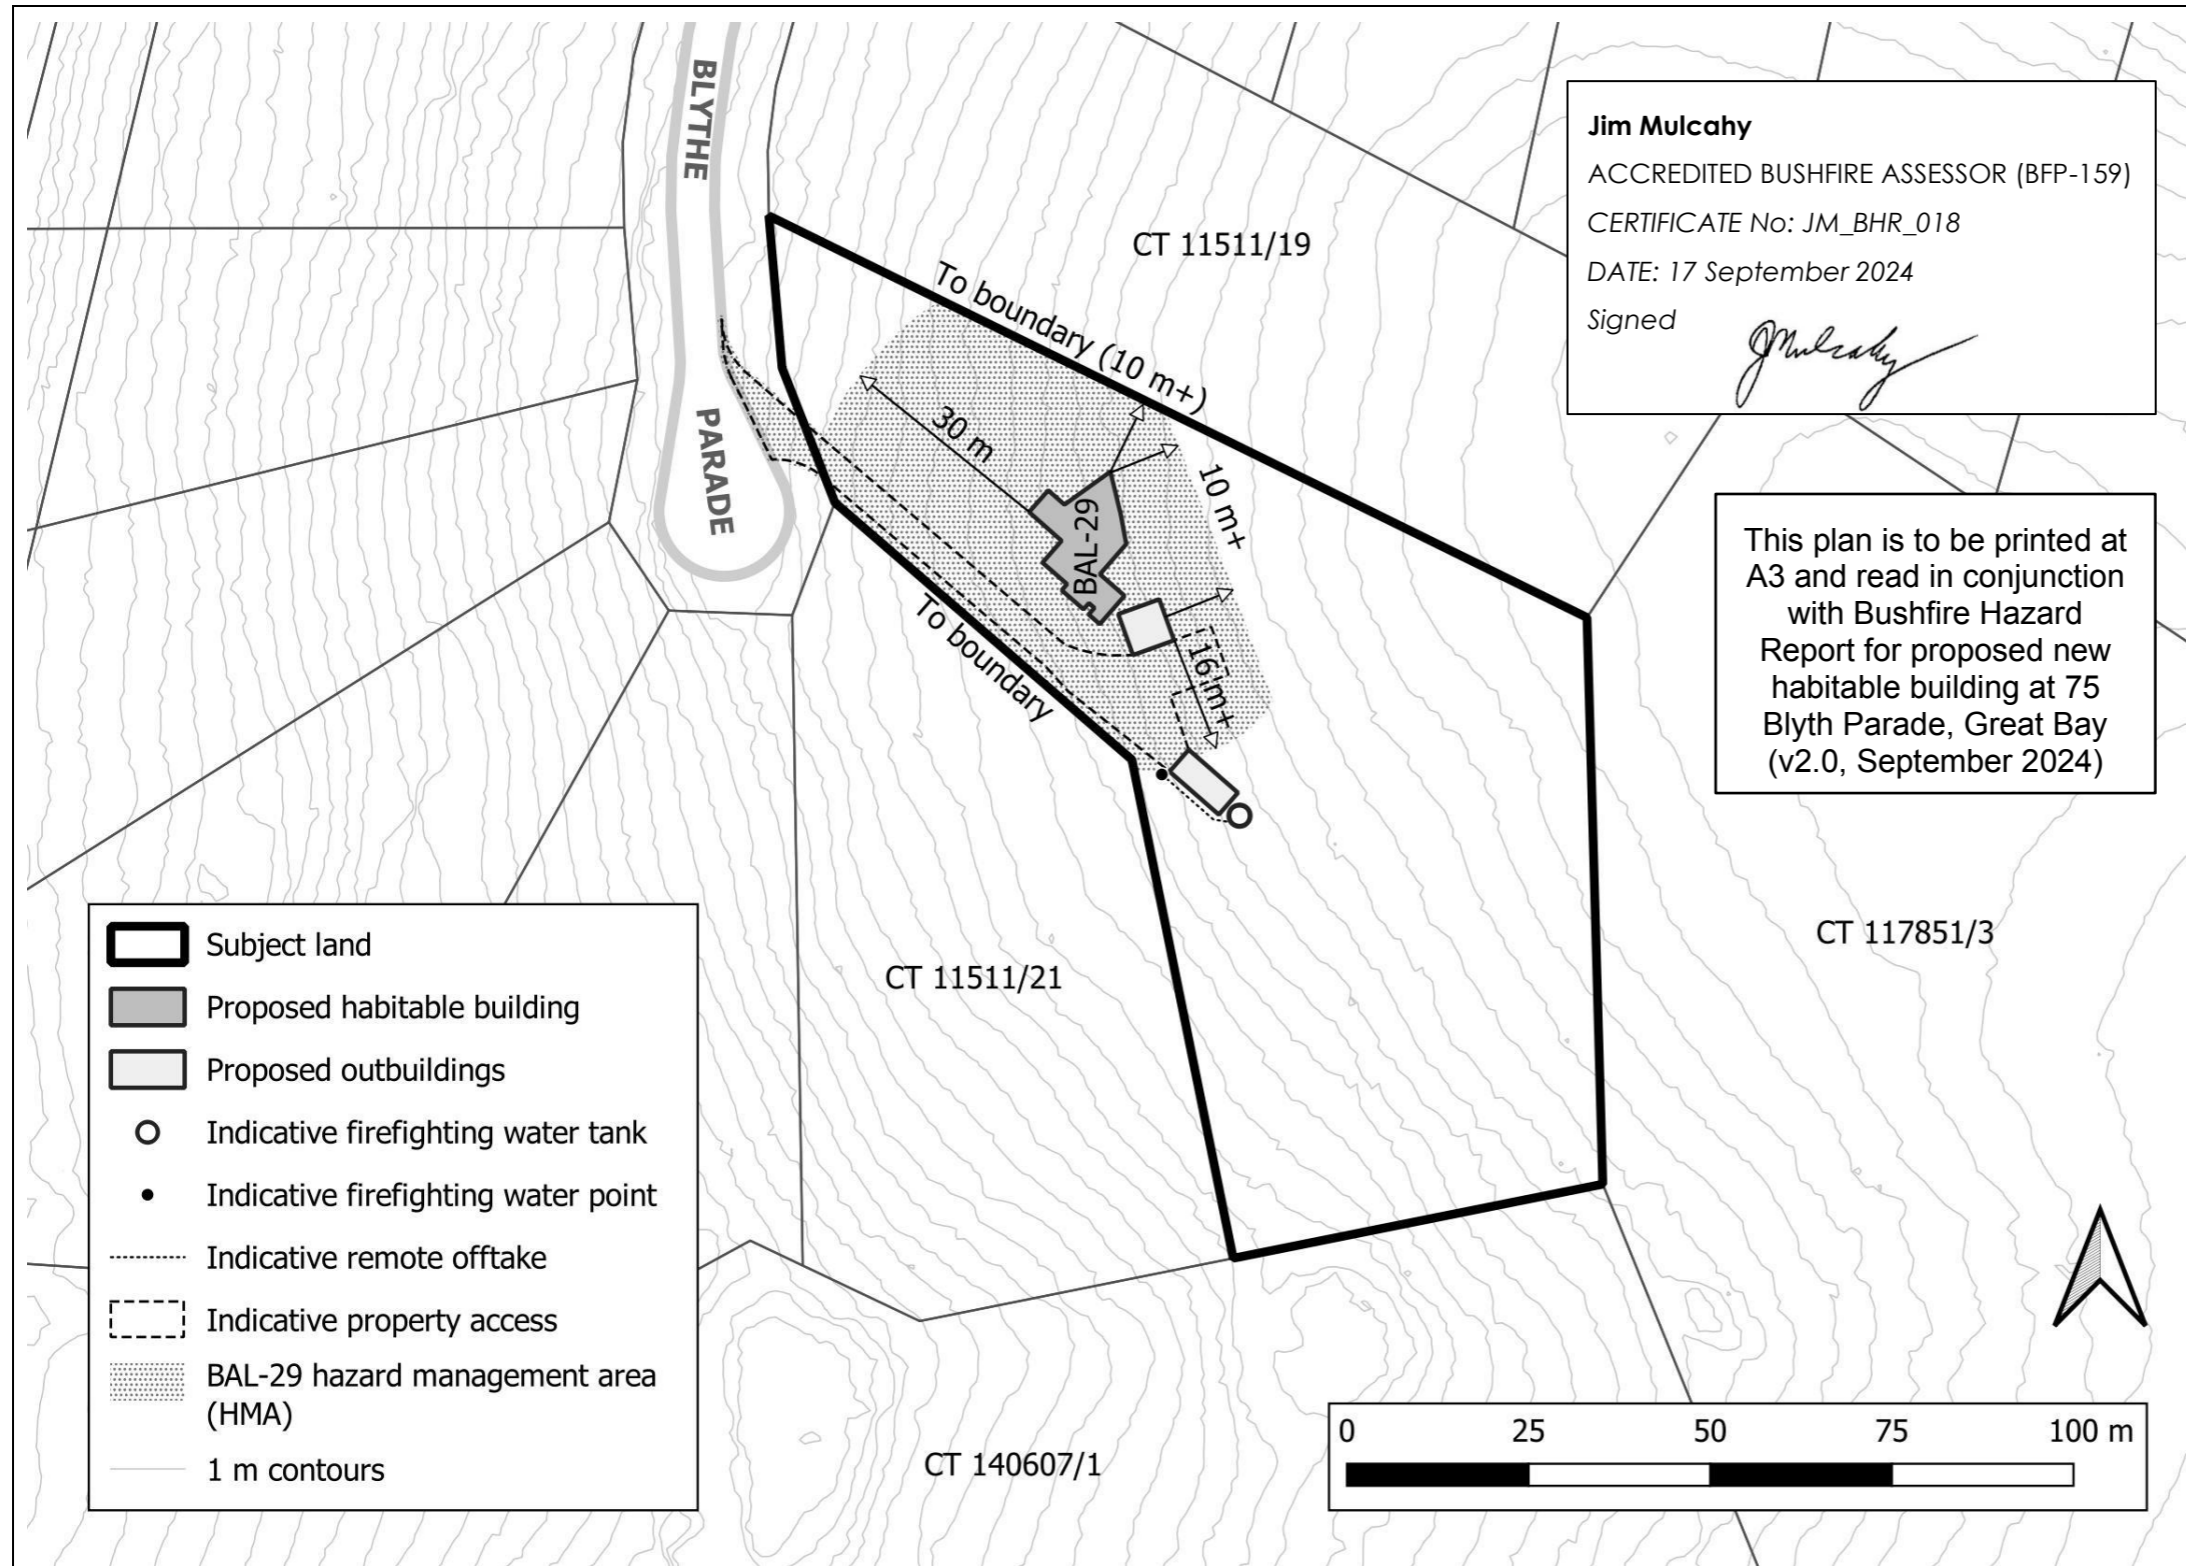 BLYTHE
PARADE
Jim Mulcahy
ACCREDITED BUSHFIRE ASSESSOR (BFP-159)
CERTIFICATE No: JM_BHR_018
DATE: 17 September 2024
Signed
JMulcahy
CT 11511/19
To boundary (10 m+)
30 m
10 m+
BAL-29
16 m+
To boundary
This plan is to be printed at
A3 and read in conjunction
with Bushfire Hazard
Report for proposed new
habitable building at 75
Blyth Parade, Great Bay
(v2.0, September 2024)
CT 11511/21
CT 117851/3
CT 140607/1
Subject land
Proposed habitable building
Proposed outbuildings
Indicative firefighting water tank
Indicative firefighting water point
Indicative remote offtake
Indicative property access
BAL-29 hazard management area
(HMA)
1 m contours
0 25 50 75 100 m